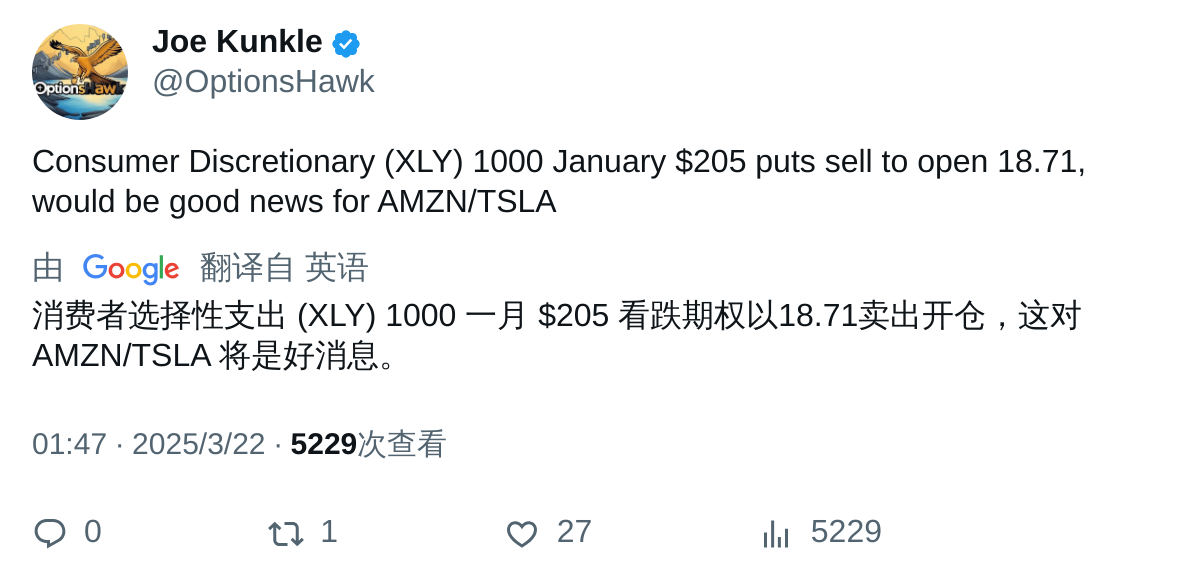 OptionsHawk
Joe Kunkle
@OptionsHawk
Consumer Discretionary (XLY) 1000 January $205 puts sell to open 18.71,
would be good news for AMZN/TSLA
由 Google 翻译自 英语
消费者选择性支出 (XLY) 1000 一月 $205 看跌期权以18.71卖出开仓，这对
AMZN/TSLA 将是好消息。
01:47 · 2025/3/22 · 5229次查看
0 1 27 5229